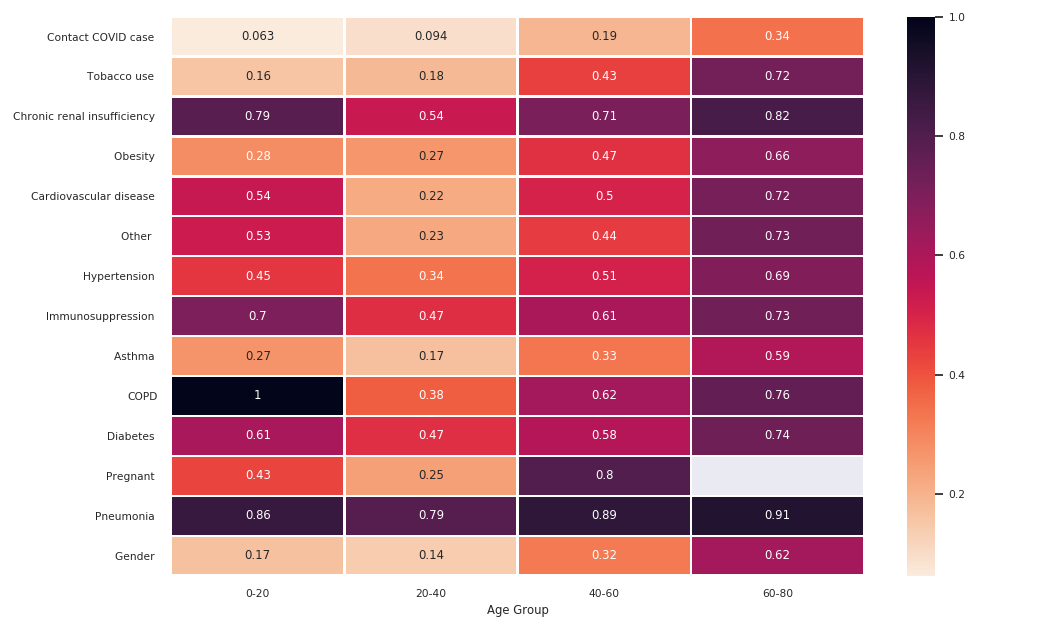 Contact COVID case 0.063 0.094 0.19 0.34
Tobacco use 0.16 0.18 0.43 0.72
Chronic renal insufficiency 0.79 0.54 0.71 0.82
Obesity 0.28 0.27 0.47 0.66
Cardiovascular disease 0.54 0.22 0.5 0.72
Other 0.53 0.23 0.44 0.73
Hypertension 0.45 0.34 0.51 0.69
Immunosuppression 0.7 0.47 0.61 0.73
Asthma 0.27 0.17 0.33 0.59
COPD 1 0.38 0.62 0.76
Diabetes 0.61 0.47 0.58 0.74
Pregnant 0.43 0.25 0.8
Pneumonia 0.86 0.79 0.89 0.91
Gender 0.17 0.14 0.32 0.62
0-20 20-40 40-60 60-80
Age Group
1.0
0.8
0.6
0.4
0.2